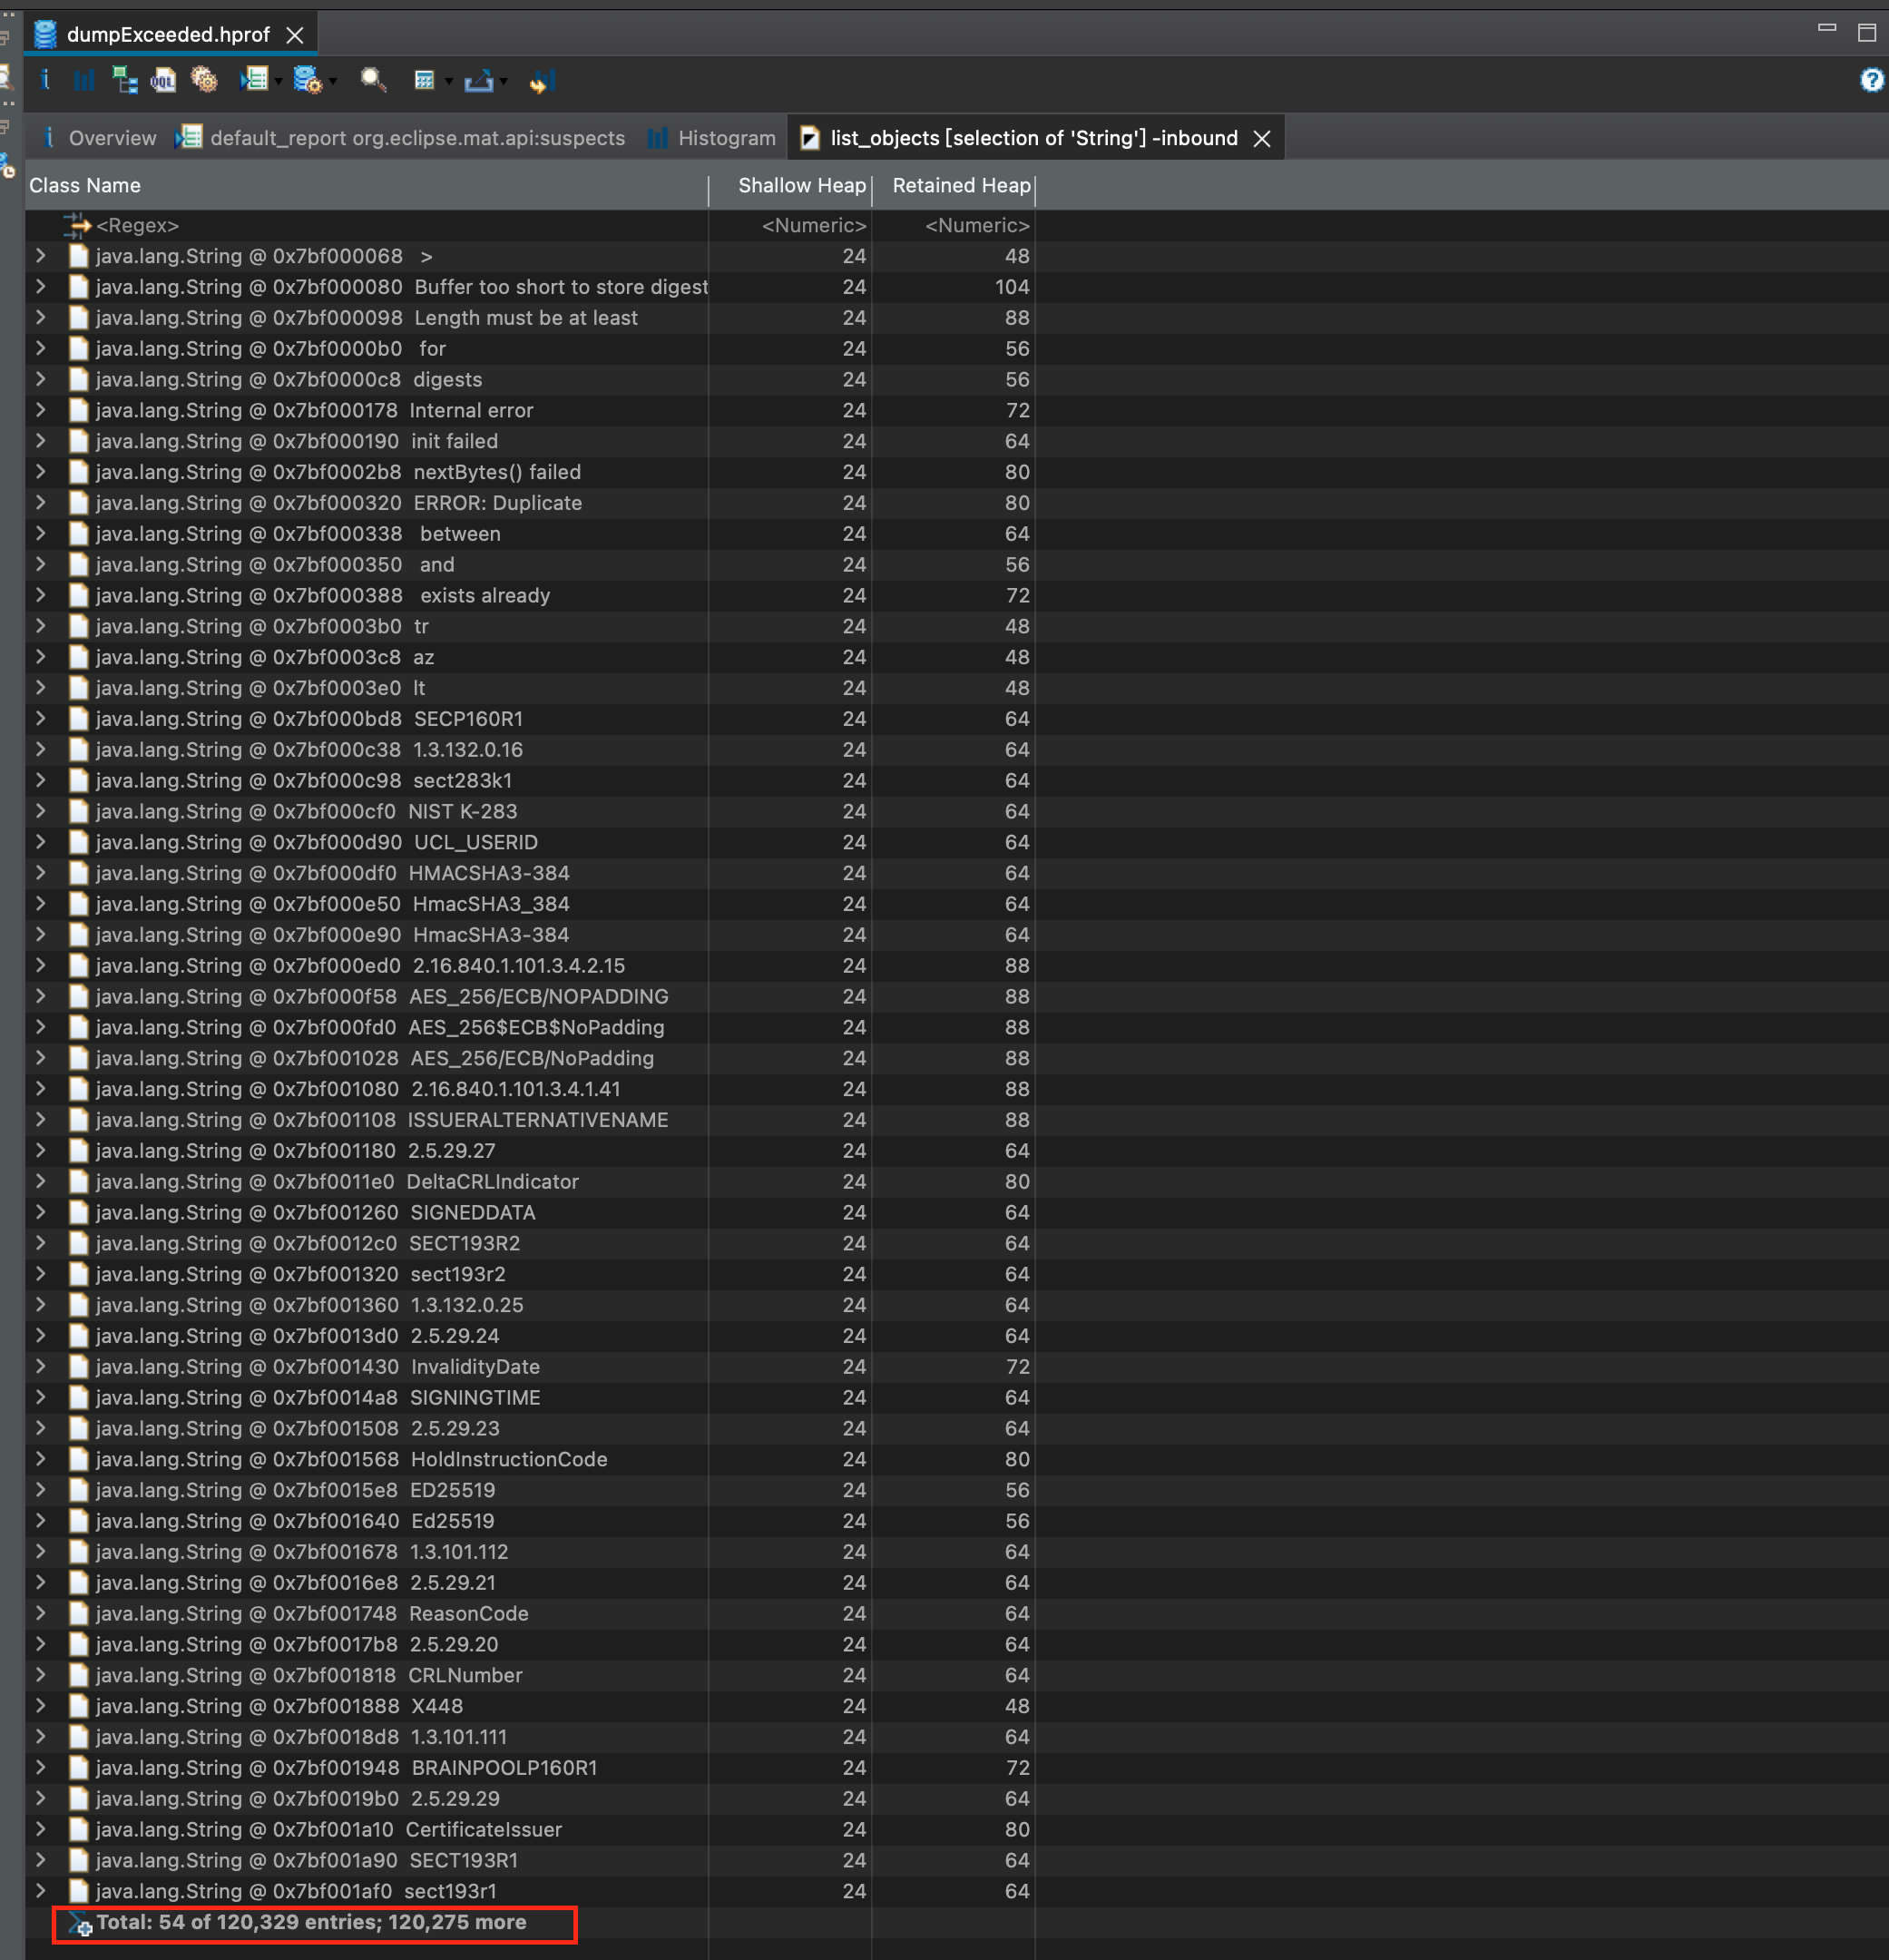 dumpExceeded.hprof
i OQL
i Overview default_report org.eclipse.mat.api:suspects Histogram list_objects [selection of 'String'] -inbound
Class Name Shallow Heap Retained Heap
<Regex> <Numeric> <Numeric>
java.lang.String @ 0x7bf000068 > 24 48
java.lang.String @ 0x7bf000080 Buffer too short to store digest 24 104
java.lang.String @ 0x7bf000098 Length must be at least 24 88
java.lang.String @ 0x7bf0000b0 for 24 56
java.lang.String @ 0x7bf0000c8 digests 24 56
java.lang.String @ 0x7bf000178 Internal error 24 72
java.lang.String @ 0x7bf000190 init failed 24 64
java.lang.String @ 0x7bf0002b8 nextBytes() failed 24 80
java.lang.String @ 0x7bf000320 ERROR: Duplicate 24 80
java.lang.String @ 0x7bf000338 between 24 64
java.lang.String @ 0x7bf000350 and 24 56
java.lang.String @ 0x7bf000388 exists already 24 72
java.lang.String @ 0x7bf0003b0 tr 24 48
java.lang.String @ 0x7bf0003c8 az 24 48
java.lang.String @ 0x7bf0003e0 lt 24 48
java.lang.String @ 0x7bf000bd8 SECP160R1 24 64
java.lang.String @ 0x7bf000c38 1.3.132.0.16 24 64
java.lang.String @ 0x7bf000c98 sect283k1 24 64
java.lang.String @ 0x7bf000cf0 NIST K-283 24 64
java.lang.String @ 0x7bf000d90 UCL_USERID 24 64
java.lang.String @ 0x7bf000df0 HMACSHA3-384 24 64
java.lang.String @ 0x7bf000e50 HmacSHA3_384 24 64
java.lang.String @ 0x7bf000e90 HmacSHA3-384 24 64
java.lang.String @ 0x7bf000ed0 2.16.840.1.101.3.4.2.15 24 88
java.lang.String @ 0x7bf000f58 AES_256/ECB/NOPADDING 24 88
java.lang.String @ 0x7bf000fd0 AES_256$ECB$NoPadding 24 88
java.lang.String @ 0x7bf001028 AES_256/ECB/NoPadding 24 88
java.lang.String @ 0x7bf001080 2.16.840.1.101.3.4.1.41 24 88
java.lang.String @ 0x7bf001108 ISSUERALTERNATIVENAME 24 88
java.lang.String @ 0x7bf001180 2.5.29.27 24 64
java.lang.String @ 0x7bf0011e0 DeltaCRLIndicator 24 80
java.lang.String @ 0x7bf001260 SIGNEDDATA 24 64
java.lang.String @ 0x7bf0012c0 SECT193R2 24 64
java.lang.String @ 0x7bf001320 sect193r2 24 64
java.lang.String @ 0x7bf001360 1.3.132.0.25 24 64
java.lang.String @ 0x7bf0013d0 2.5.29.24 24 64
java.lang.String @ 0x7bf001430 InvalidityDate 24 72
java.lang.String @ 0x7bf0014a8 SIGNINGTIME 24 64
java.lang.String @ 0x7bf001508 2.5.29.23 24 64
java.lang.String @ 0x7bf001568 HoldInstructionCode 24 80
java.lang.String @ 0x7bf0015e8 ED25519 24 56
java.lang.String @ 0x7bf001640 Ed25519 24 56
java.lang.String @ 0x7bf001678 1.3.101.112 24 64
java.lang.String @ 0x7bf0016e8 2.5.29.21 24 64
java.lang.String @ 0x7bf001748 ReasonCode 24 64
java.lang.String @ 0x7bf0017b8 2.5.29.20 24 64
java.lang.String @ 0x7bf001818 CRLNumber 24 64
java.lang.String @ 0x7bf001888 X448 24 48
java.lang.String @ 0x7bf0018d8 1.3.101.111 24 64
java.lang.String @ 0x7bf001948 BRAINPOOLP160R1 24 72
java.lang.String @ 0x7bf0019b0 2.5.29.29 24 64
java.lang.String @ 0x7bf001a10 CertificateIssuer 24 80
java.lang.String @ 0x7bf001a90 SECT193R1 24 64
java.lang.String @ 0x7bf001af0 sect193r1 24 64
Total: 54 of 120,329 entries; 120,275 more